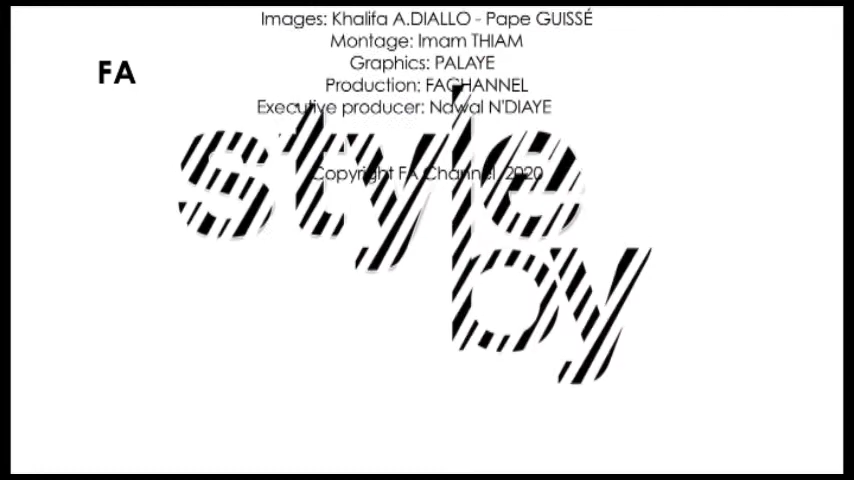 Images: Khalifa A.DIALLO - Pape GUISSÉ
Montage: Imam THIAM
Graphics: PALAYE
Production: FACHANNEL
Executive producer: Nawal N'DIAYE
FA
Copyright FA Channel 2020
style
by